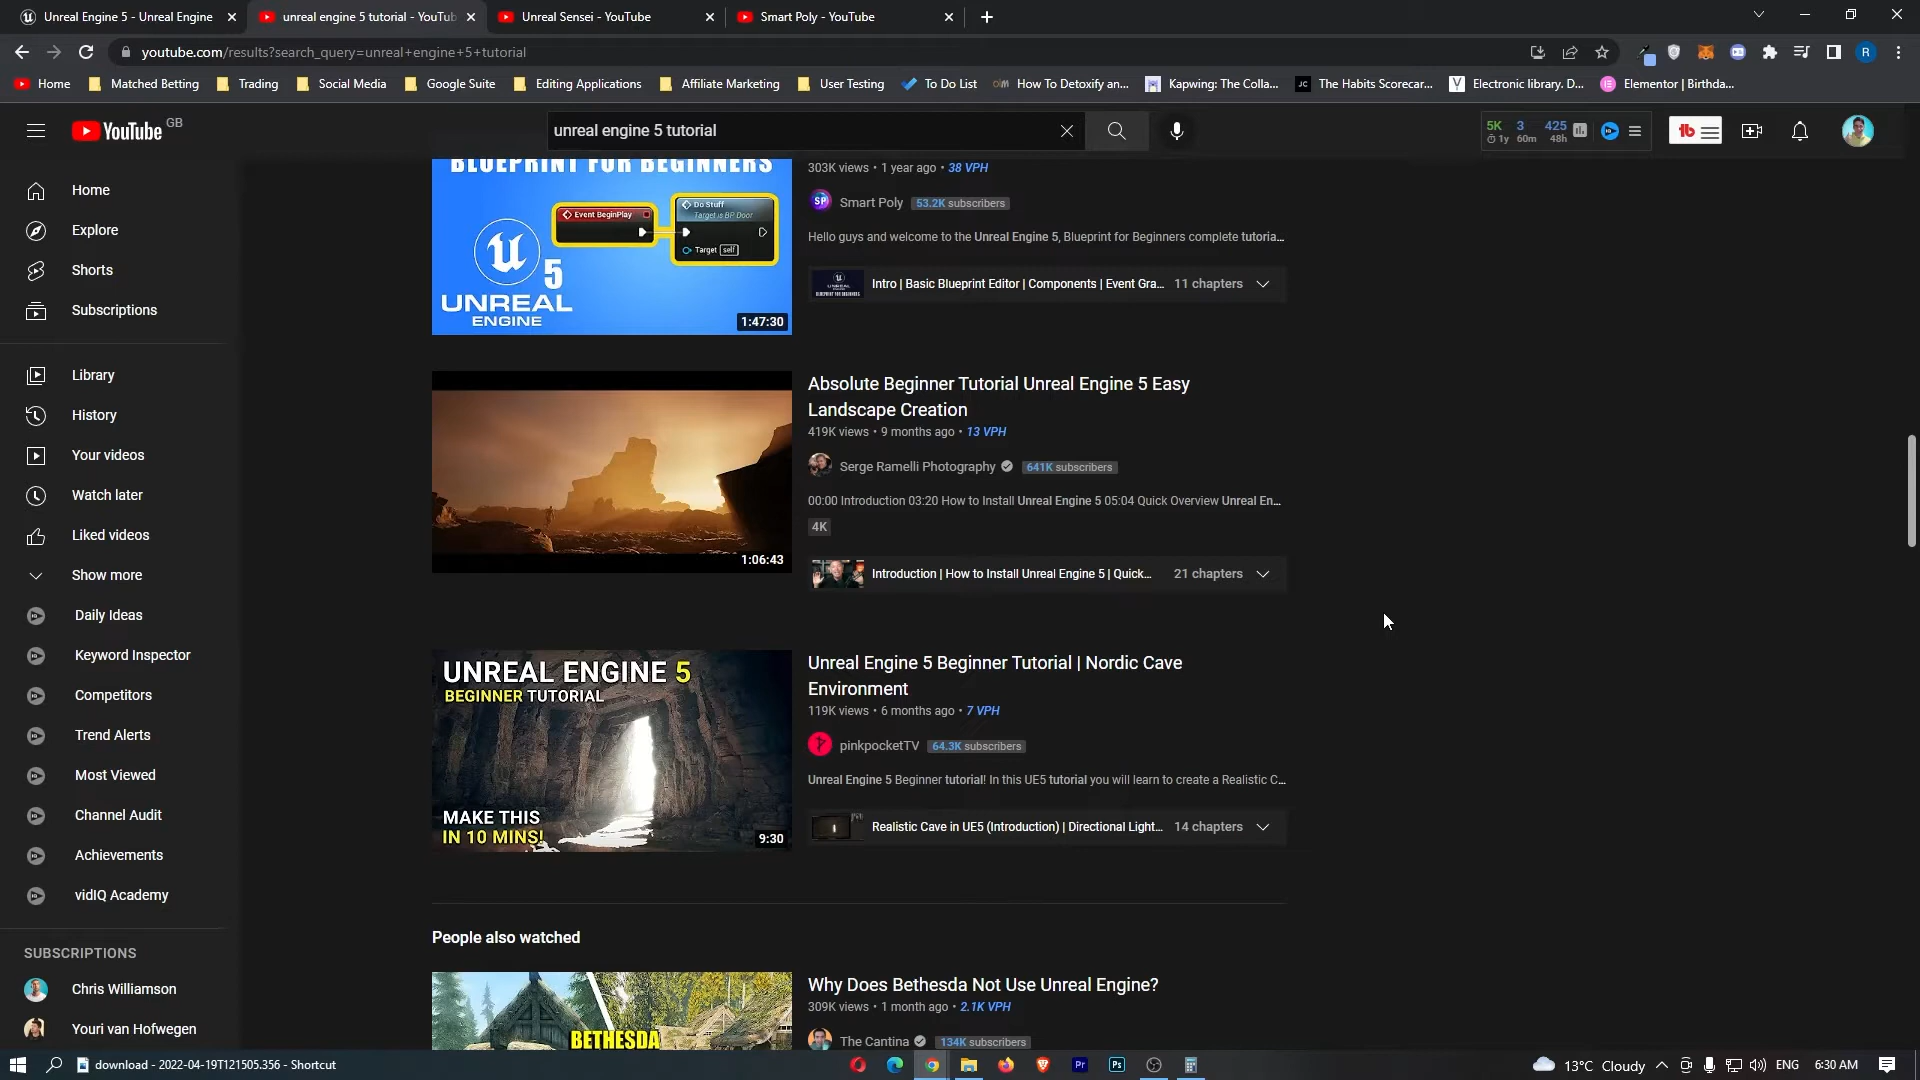 Unreal Engine 5 - Unreal Engine
unreal engine 5 tutorial - YouTub
Unreal Sensei - YouTube
Smart Poly - YouTube
youtube.com/results?search_query=unreal+engine+5+tutorial
R
Home
Matched Betting
Trading
Social Media
Google Suite
Editing Applications
Affiliate Marketing
User Testing
To Do List
How To Detoxify an...
Kapwing: The Colla...
JC
The Habits Scorecar...
Electronic library. D...
Elementor | Birthda...
YouTube
GB
unreal engine 5 tutorial
5K 3 425
1y 60m 48h
tb
Home
Explore
Shorts
Subscriptions
Library
History
Your videos
Watch later
Liked videos
Show more
Daily Ideas
Keyword Inspector
Competitors
Trend Alerts
Most Viewed
Channel Audit
Achievements
vidIQ Academy
SUBSCRIPTIONS
Chris Williamson
Youri van Hofwegen
BLUEPRINT FOR BEGINNERS
Event BeginPlay
Do Stuff
Target is BP Door
Target self
5
UNREAL
ENGINE
1:47:30
303K views • 1 year ago • 38 VPH
SP
Smart Poly
53.2K subscribers
Hello guys and welcome to the Unreal Engine 5, Blueprint for Beginners complete tutoria...
Intro | Basic Blueprint Editor | Components | Event Gra...
11 chapters
1:06:43
Absolute Beginner Tutorial Unreal Engine 5 Easy
Landscape Creation
419K views • 9 months ago • 13 VPH
Serge Ramelli Photography
641K subscribers
00:00 Introduction 03:20 How to Install Unreal Engine 5 05:04 Quick Overview Unreal En...
4K
Introduction | How to Install Unreal Engine 5 | Quick...
21 chapters
UNREAL ENGINE 5
BEGINNER TUTORIAL
MAKE THIS
IN 10 MINS!
9:30
Unreal Engine 5 Beginner Tutorial | Nordic Cave
Environment
119K views • 6 months ago • 7 VPH
pinkpocketTV
64.3K subscribers
Unreal Engine 5 Beginner tutorial! In this UE5 tutorial you will learn to create a Realistic C...
Realistic Cave in UE5 (Introduction) | Directional Light...
14 chapters
People also watched
BETHESDA
Why Does Bethesda Not Use Unreal Engine?
309K views • 1 month ago • 2.1K VPH
The Cantina
134K subscribers
download - 2022-04-19T121505.356 - Shortcut
Pr
Ps
13°C Cloudy
ENG
6:30 AM